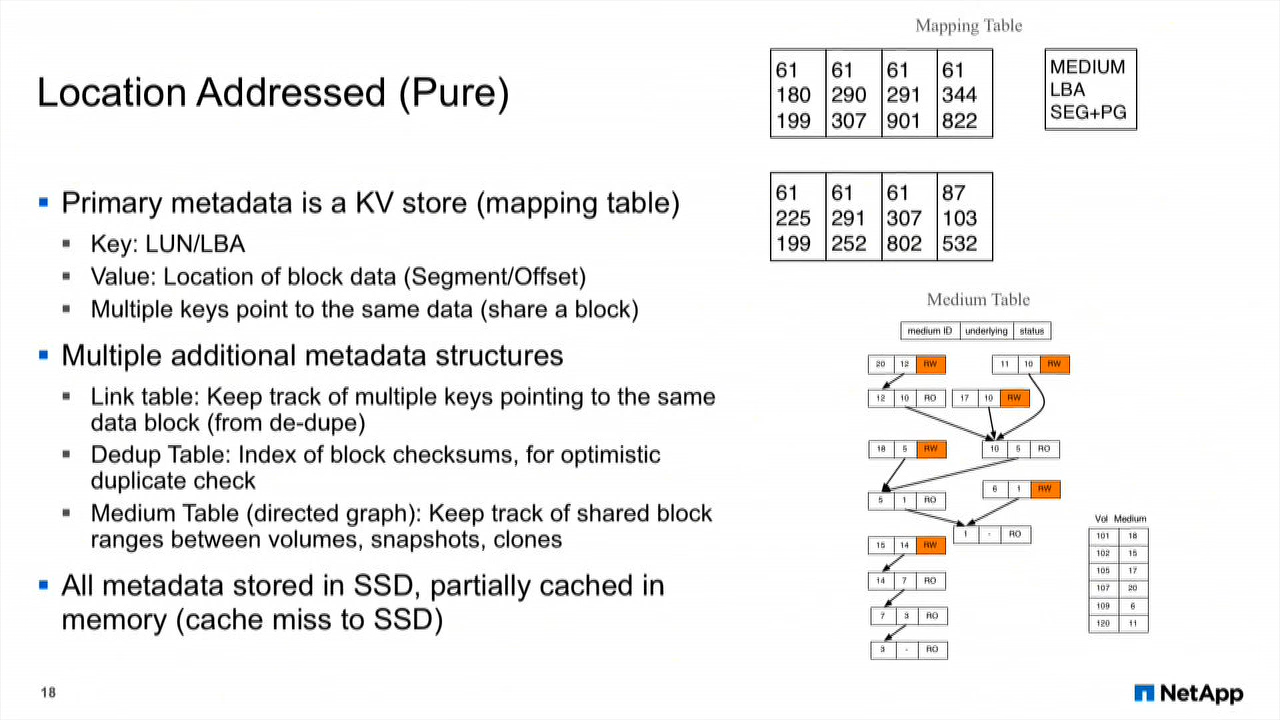 Location Addressed (Pure)
Primary metadata is a KV store (mapping table)
Key: LUN/LBA
Value: Location of block data (Segment/Offset)
Multiple keys point to the same data (share a block)
Multiple additional metadata structures
Link table: Keep track of multiple keys pointing to the same
data block (from de-dupe)
Dedup Table: Index of block checksums, for optimistic
duplicate check
Medium Table (directed graph): Keep track of shared block
ranges between volumes, snapshots, clones
All metadata stored in SSD, partially cached in
memory (cache miss to SSD)
Mapping Table
61 61 61 61
180 290 291 344
199 307 901 822
MEDIUM
LBA
SEG+PG
61 61 61 87
225 291 307 103
199 252 802 532
Medium Table
medium ID underlying status
20 12 RW
11 10 RW
12 10 RO
17 10 RW
18 5 RW
10 5 RO
5 1 RO
6 1 RW
1 - RO
15 14 RW
14 7 RO
7 3 RO
3 - RO
Vol Medium
101 18
102 15
105 17
107 20
109 6
120 11
18
NetApp